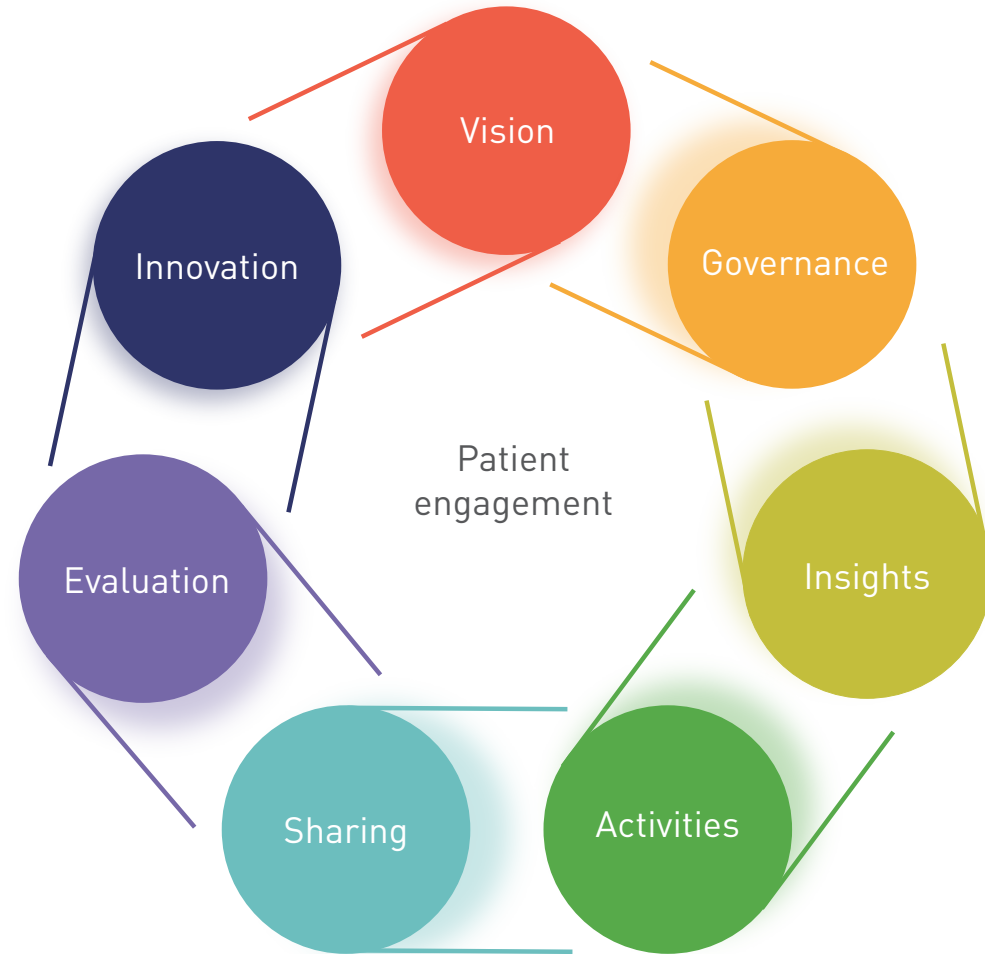 Vision
Governance
Insights
Activities
Sharing
Evaluation
Innovation
Patient
engagement